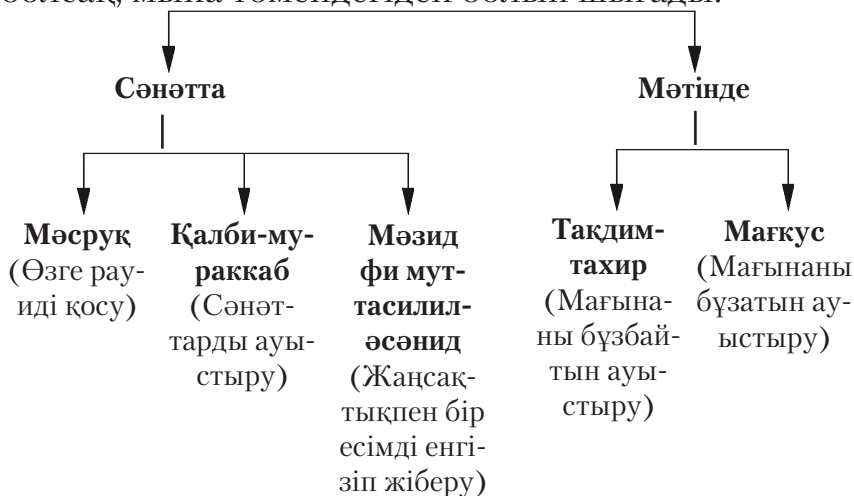 болсақ, мына төмендегідей болып шығады:
Сәнәтта
Мәтінде
Мәсруқ
(Өзге рау-
иді қосу)
Қалби-му-
раккаб
(Сәнәт-
тарды ауы-
стыру)
Мәзид
фи мут-
тасилил-
әсәнид
(Жаңсақ-
тықпен бір
есімді енгі-
зіп жіберу)
Тақдим-
тахир
(Мағына-
ны бұзбай-
тын ауы-
стыру)
Мағкус
(Мағынаны
бұзатын ау-
ыстыру)